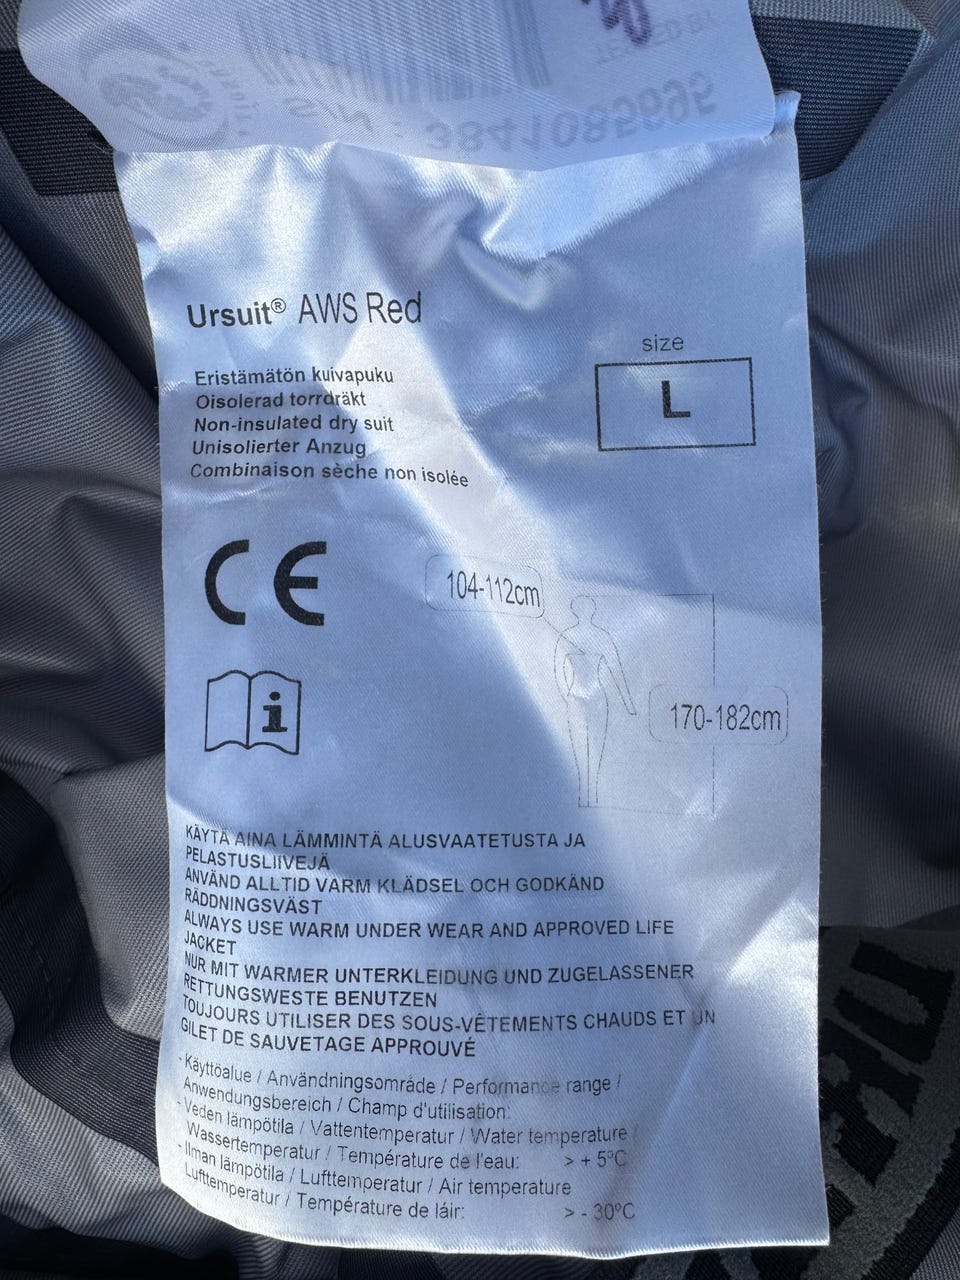 TESTED BY
S/N : 3841085695
Ursuit® AWS Red
size
L
Eristämätön kuivapuku
Oisolerad torrdräkt
Non-insulated dry suit
Unisolierter Anzug
Combinaison sèche non isolée
CE
104-112cm
i
170-182cm
KÄYTÄ AINA LÄMMINTÄ ALUSVAATETUSTA JA
PELASTUSLIIVEJÄ
ANVÄND ALLTID VARM KLÄDSEL OCH GODKÄND
RÄDDNINGSVÄST
ALWAYS USE WARM UNDER WEAR AND APPROVED LIFE
JACKET
NUR MIT WARMER UNTERKLEIDUNG UND ZUGELASSENER
RETTUNGSWESTE BENUTZEN
TOUJOURS UTILISER DES SOUS-VÊTEMENTS CHAUDS ET UN
GILET DE SAUVETAGE APPROUVÉ
- Käyttöalue / Användningsområde / Performance range /
Anwendungsbereich / Champ d'utilisation:
- Veden lämpötila / Vattentemperatur / Water temperature /
Wassertemperatur / Température de l'eau: > + 5°C
- Ilman lämpötila / Lufttemperatur / Air temperature
Lufttemperatur / Température de láir: > - 30°C